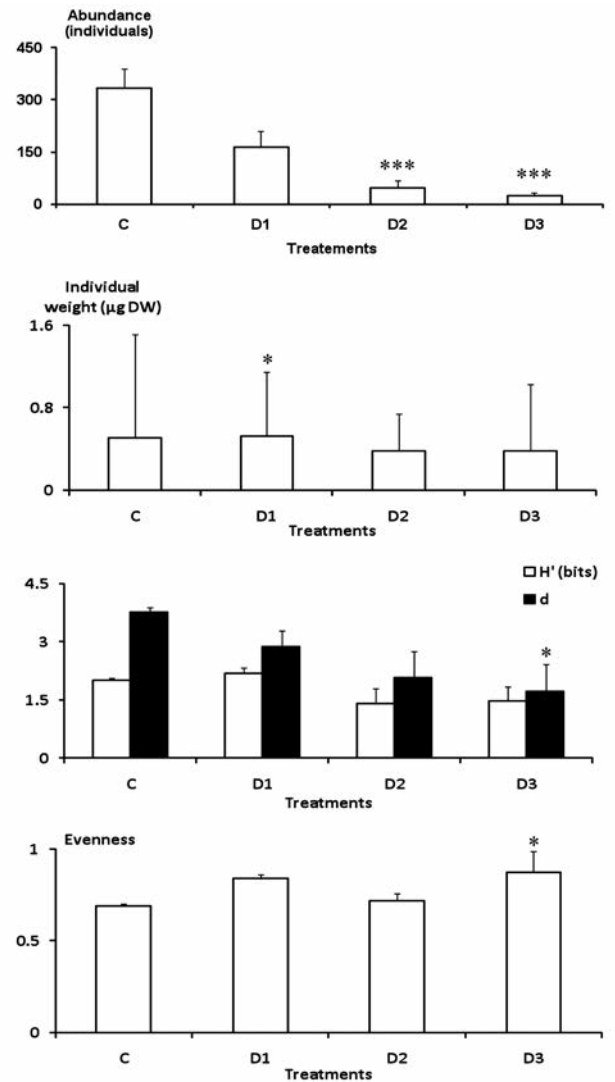 Abundance
(individuals)
450
300
150
0
***
***
C D1 D2 D3
Treatements
Individual
weight (µg DW)
1.6
0.8
0
*
C D1 D2 D3
Treatments
4.5
3
1.5
0
H' (bits)
d
*
C D1 D2 D3
Treatments
Evenness
1
0.5
0
*
C D1 D2 D3
Treatments